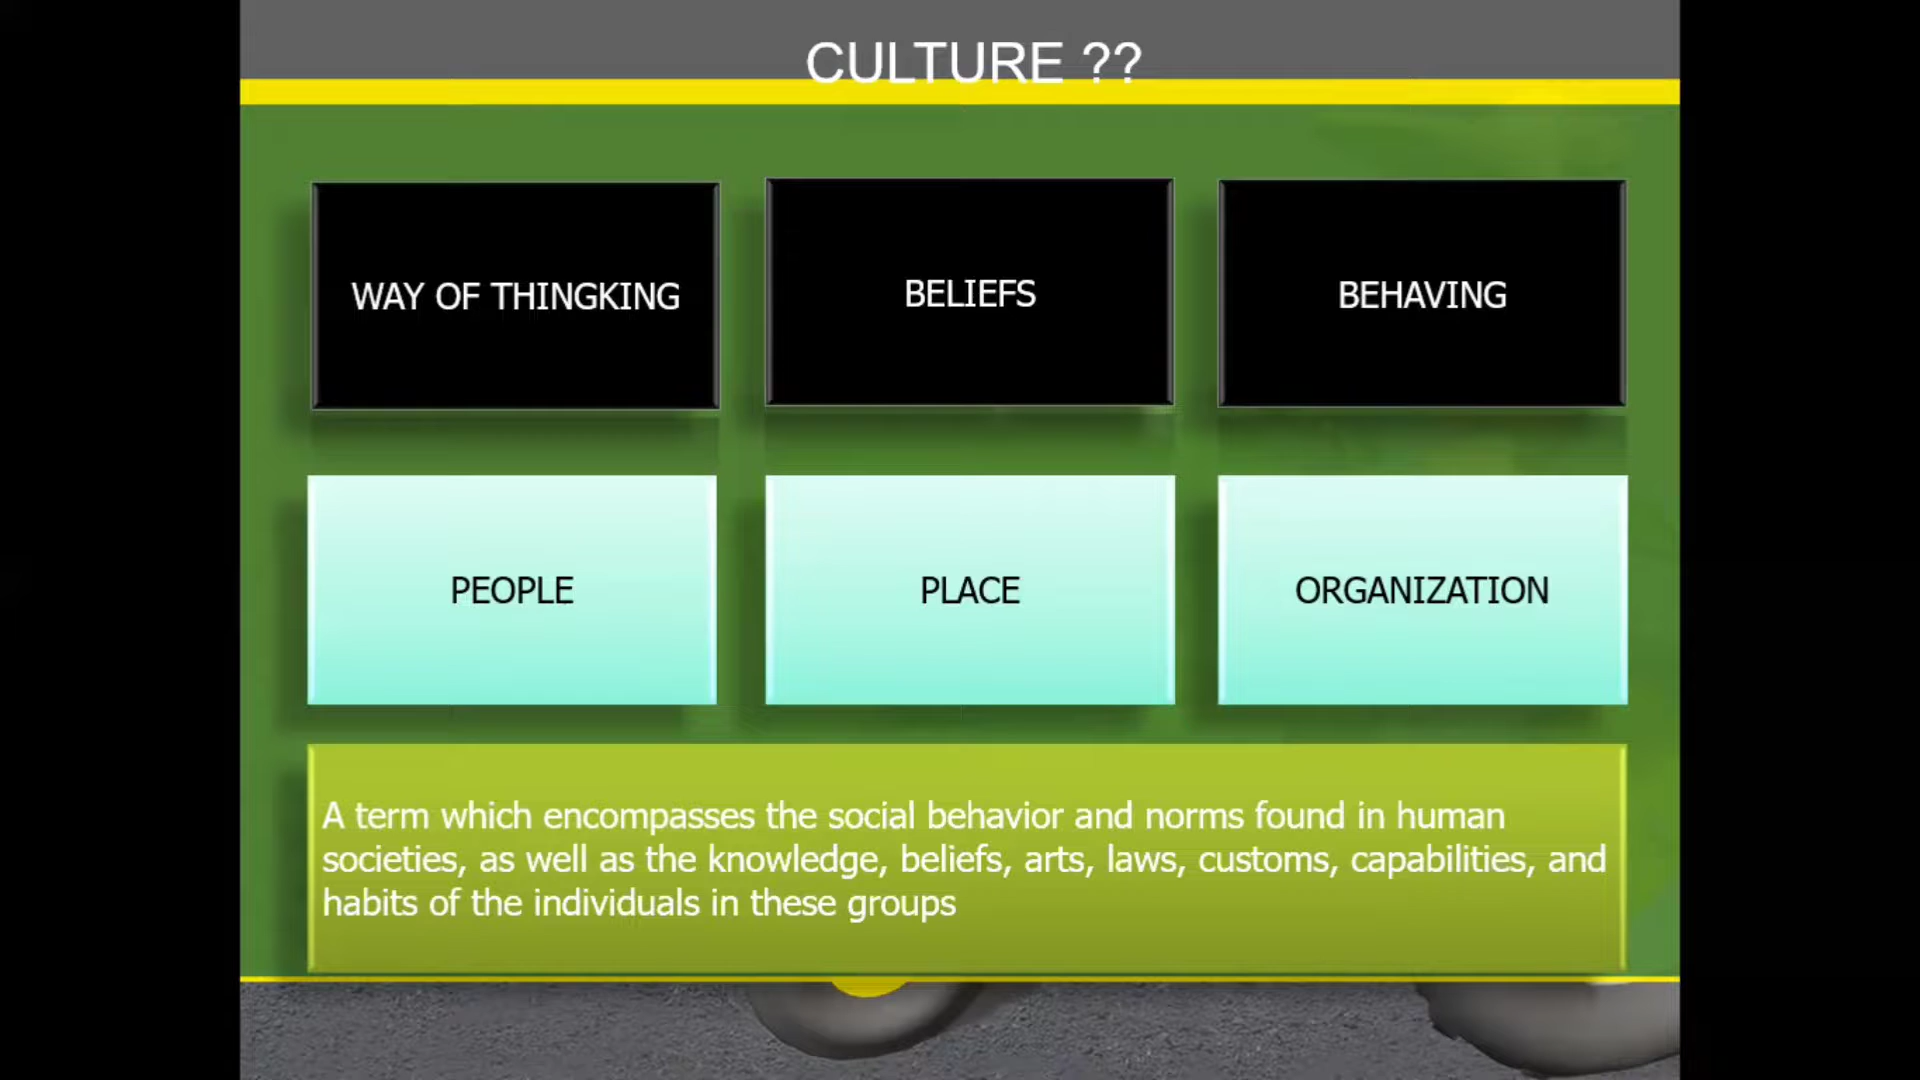 CULTURE ??
WAY OF THINGKING
BELIEFS
BEHAVING
PEOPLE
PLACE
ORGANIZATION
A term which encompasses the social behavior and norms found in human
societies, as well as the knowledge, beliefs, arts, laws, customs, capabilities, and
habits of the individuals in these groups